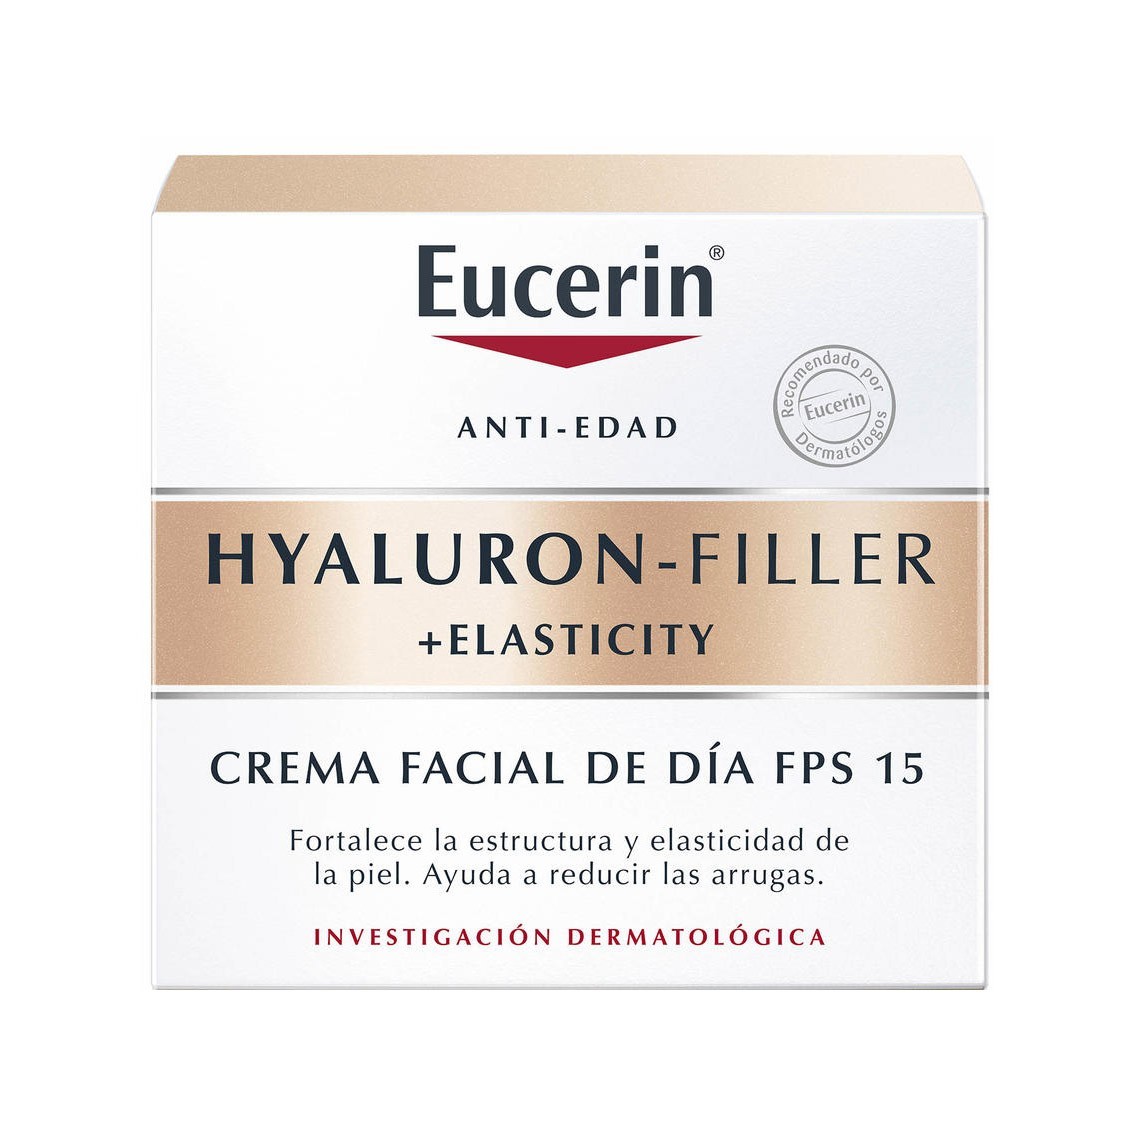 Eucerin®
ANTI-EDAD
Recomendado por
Eucerin
Dermatólogos
HYALURON-FILLER
+ELASTICITY
CREMA FACIAL DE DÍA FPS 15
Fortalece la estructura y elasticidad de
la piel. Ayuda a reducir las arrugas.
INVESTIGACIÓN DERMATOLÓGICA